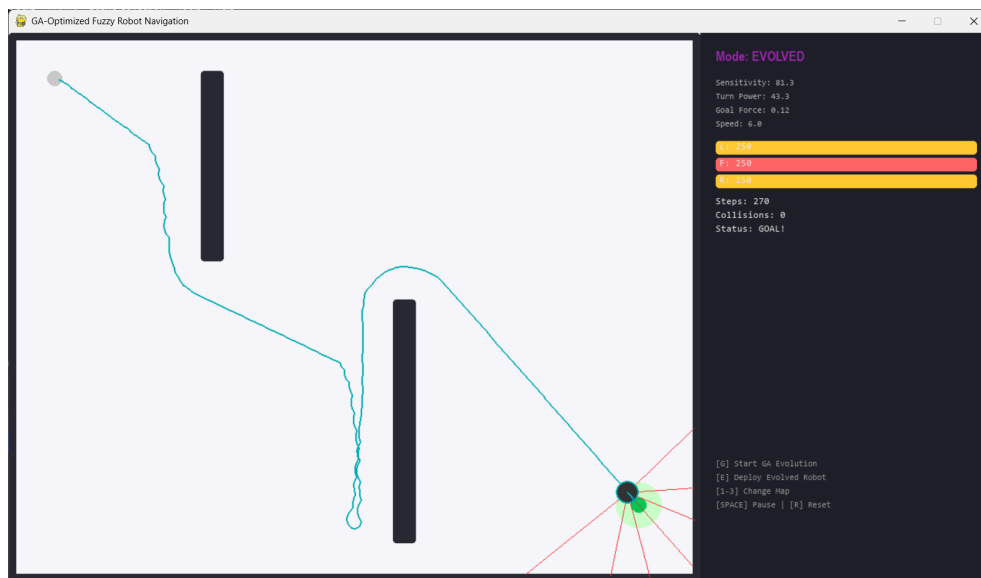 GA-Optimized Fuzzy Robot Navigation
Mode: EVOLVED
Sensitivity: 81.3
Turn Power: 43.3
Goal Force: 0.12
Speed: 6.0
L: 250
F: 250
R: 250
Steps: 270
Collisions: 0
Status: GOAL!
[G] Start GA Evolution
[E] Deploy Evolved Robot
[1-3] Change Map
[SPACE] Pause | [R] Reset